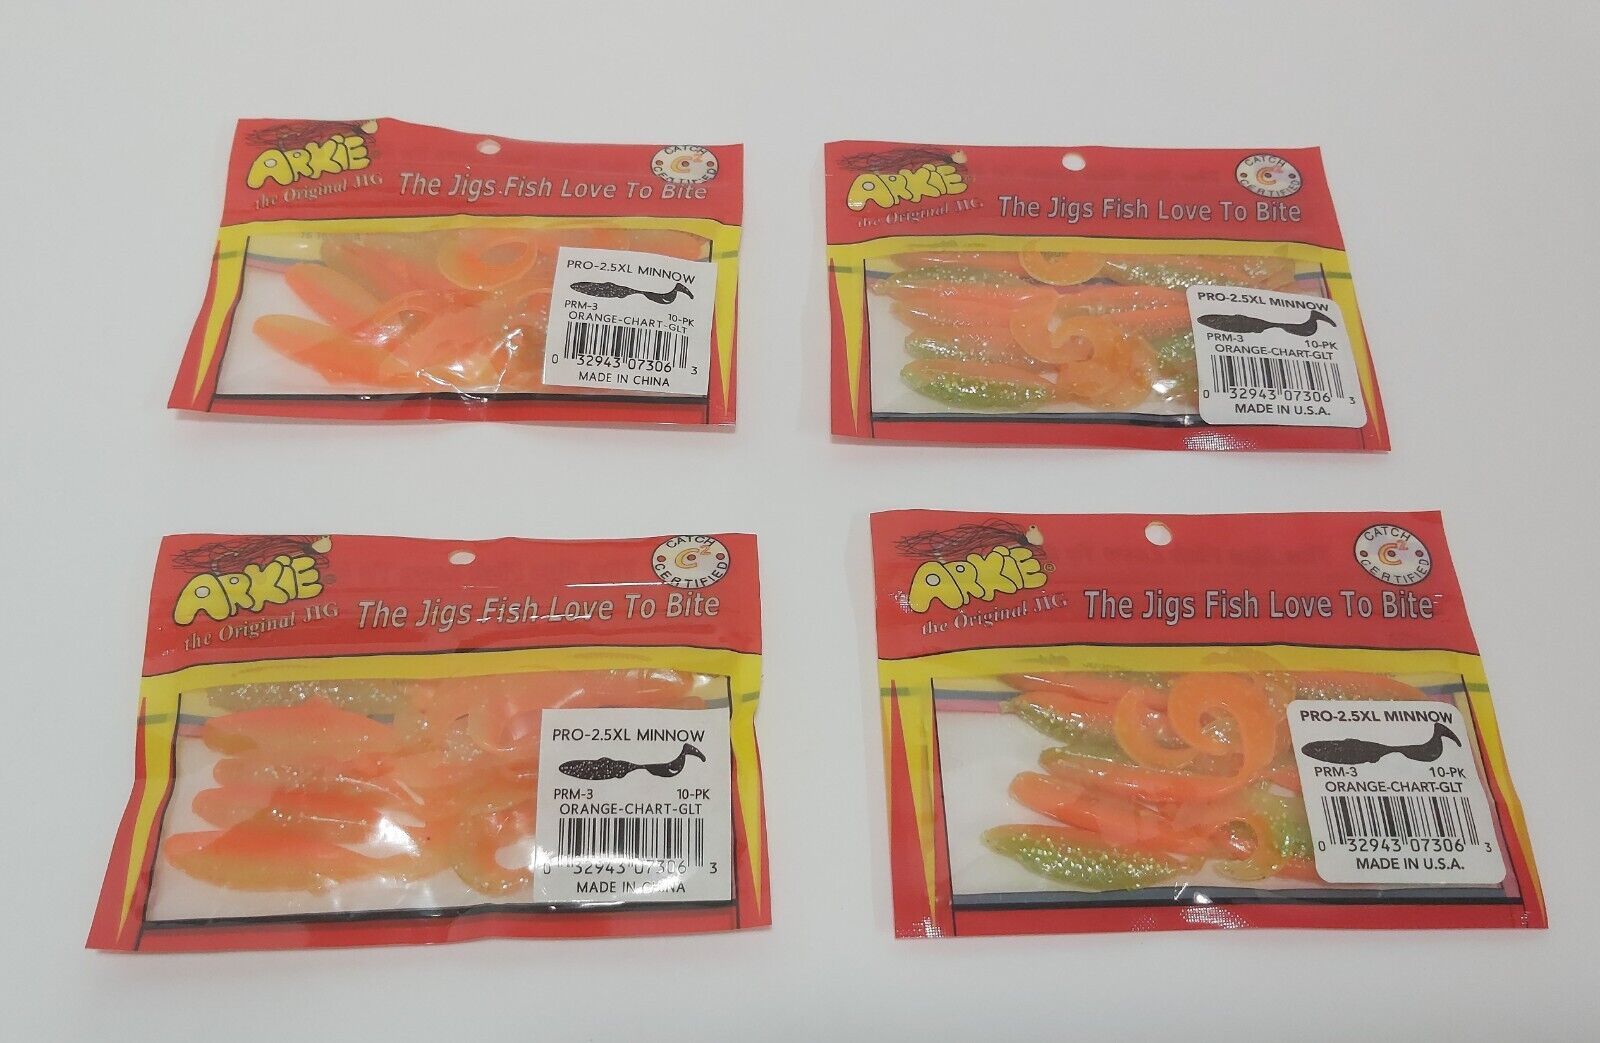 ARKIE
the Original JIG
The Jigs Fish Love To Bite
CATCH
C2
CERTIFIED
PRO-2.5XL MINNOW
PRM-3 10-PK
ORANGE-CHART-GLT
0 32943 07306 3
MADE IN CHINA
ARKIE
the Original JIG
The Jigs Fish Love To Bite
CATCH
C2
CERTIFIED
PRO-2.5XL MINNOW
PRM-3 10-PK
ORANGE-CHART-GLT
0 32943 07306 3
MADE IN U.S.A.
ARKIE®
the Original JIG
The Jigs Fish Love To Bite
CATCH
C2
CERTIFIED
PRO-2.5XL MINNOW
PRM-3 10-PK
ORANGE-CHART-GLT
0 32943 07306 3
MADE IN CHINA
ARKIE®
the Original JIG
The Jigs Fish Love To Bite
CATCH
C2
CERTIFIED
PRO-2.5XL MINNOW
PRM-3 10-PK
ORANGE-CHART-GLT
0 32943 07306 3
MADE IN U.S.A.